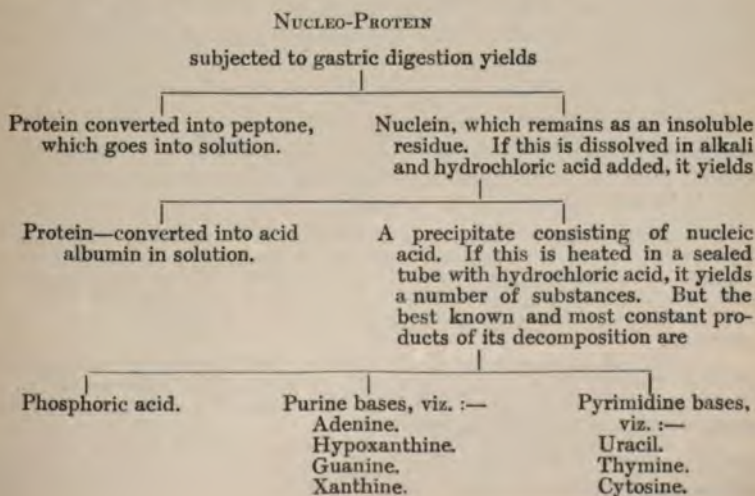 NUCLEO-PROTEIN
subjected to gastric digestion yields
Protein converted into peptone,
which goes into solution.
Nuclein, which remains as an insoluble
residue. If this is dissolved in alkali
and hydrochloric acid added, it yields
Protein—converted into acid
albumin in solution.
A precipitate consisting of nucleic
acid. If this is heated in a sealed
tube with hydrochloric acid, it yields
a number of substances. But the
best known and most constant pro-
ducts of its decomposition are
Phosphoric acid.
Purine bases, viz. :—
Adenine.
Hypoxanthine.
Guanine.
Xanthine.
Pyrimidine bases,
viz. :—
Uracil.
Thymine.
Cytosine.